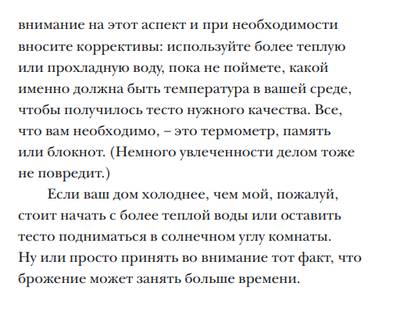 внимание на этот аспект и при необходимости
вносите коррективы: используйте более теплую
или прохладную воду, пока не поймете, какой
именно должна быть температура в вашей среде,
чтобы получилось тесто нужного качества. Все,
что вам необходимо, – это термометр, память
или блокнот. (Немного увлеченности делом тоже
не повредит.)
Если ваш дом холоднее, чем мой, пожалуй,
стоит начать с более теплой воды или оставить
тесто подниматься в солнечном углу комнаты.
Ну или просто принять во внимание тот факт, что
брожение может занять больше времени.